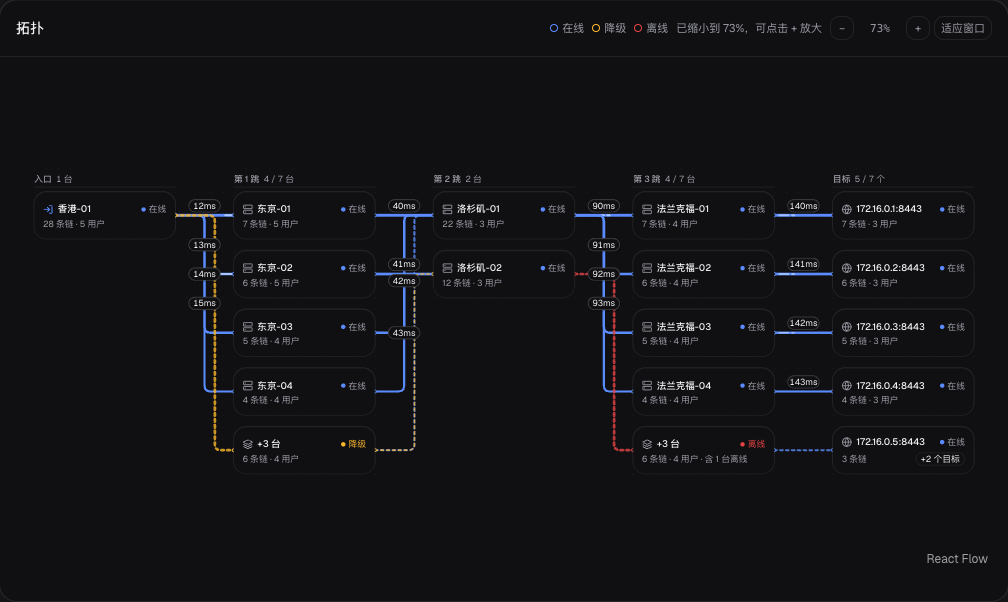 拓扑
在线 降级 离线 已缩小到 73%，可点击 + 放大 − 73% + 适应窗口
入口 1 台
香港-01 在线
28 条链 · 5 用户
12ms
13ms
14ms
15ms
第 1 跳 4 / 7 台
东京-01 在线
7 条链 · 5 用户
东京-02 在线
6 条链 · 5 用户
东京-03 在线
5 条链 · 4 用户
东京-04 在线
4 条链 · 4 用户
+3 台 降级
6 条链 · 4 用户
40ms
41ms
42ms
43ms
第 2 跳 2 台
洛杉矶-01 在线
22 条链 · 3 用户
洛杉矶-02 在线
12 条链 · 3 用户
90ms
91ms
92ms
93ms
第 3 跳 4 / 7 台
法兰克福-01 在线
7 条链 · 4 用户
法兰克福-02 在线
6 条链 · 4 用户
法兰克福-03 在线
5 条链 · 4 用户
法兰克福-04 在线
4 条链 · 4 用户
+3 台 离线
6 条链 · 4 用户 · 含 1 台离线
140ms
141ms
142ms
143ms
目标 5 / 7 个
172.16.0.1:8443 在线
7 条链 · 3 用户
172.16.0.2:8443 在线
6 条链 · 3 用户
172.16.0.3:8443 在线
5 条链 · 3 用户
172.16.0.4:8443 在线
4 条链 · 3 用户
172.16.0.5:8443 在线
3 条链 +2 个目标
React Flow